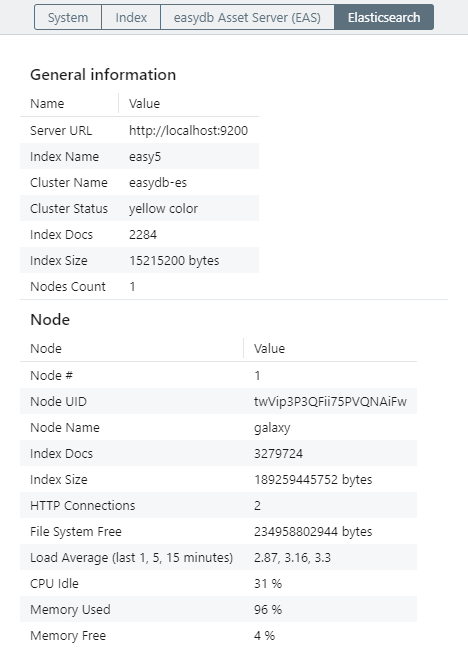 System Index easydb Asset Server (EAS) Elasticsearch
General information
Name Value
Server URL http://localhost:9200
Index Name easy5
Cluster Name easydb-es
Cluster Status yellow color
Index Docs 2284
Index Size 15215200 bytes
Nodes Count 1
Node
Node Value
Node # 1
Node UID twVip3P3QFii75PVQNAiFw
Node Name galaxy
Index Docs 3279724
Index Size 189259445752 bytes
HTTP Connections 2
File System Free 234958802944 bytes
Load Average (last 1, 5, 15 minutes) 2.87, 3.16, 3.3
CPU Idle 31 %
Memory Used 96 %
Memory Free 4 %